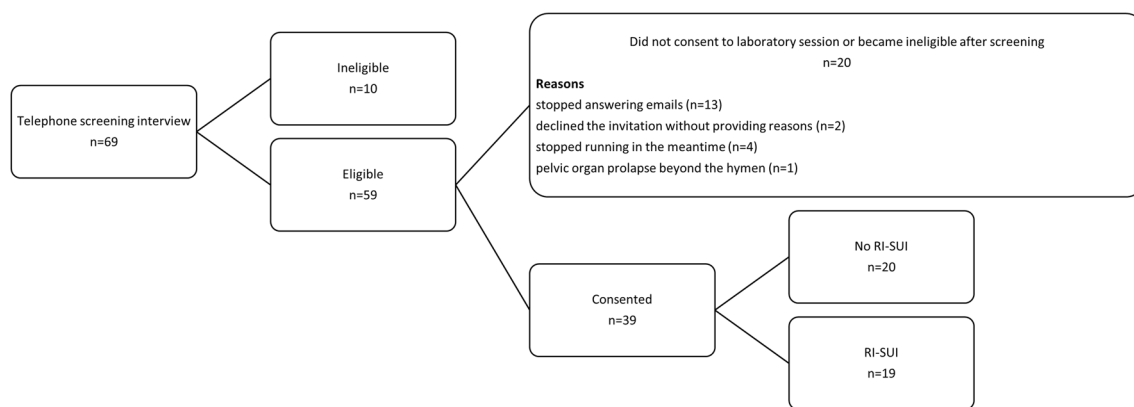 Telephone screening interview
n=69
Ineligible
n=10
Eligible
n=59
Did not consent to laboratory session or became ineligible after screening
n=20
Reasons
stopped answering emails (n=13)
declined the invitation without providing reasons (n=2)
stopped running in the meantime (n=4)
pelvic organ prolapse beyond the hymen (n=1)
Consented
n=39
No RI-SUI
n=20
RI-SUI
n=19